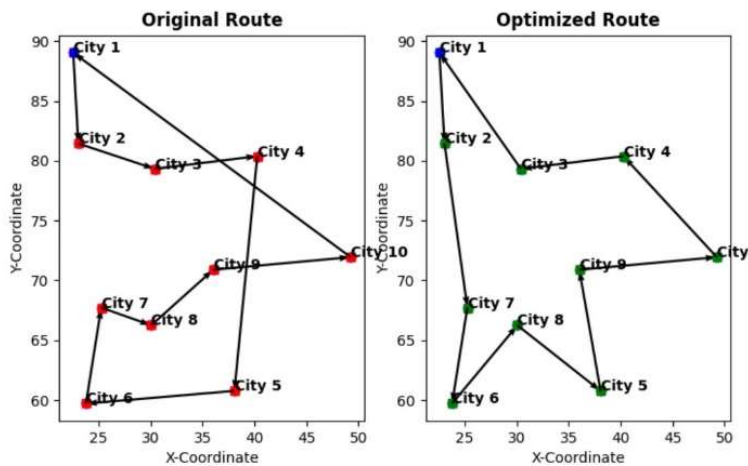 Original Route
90
85
80
75
70
65
60
25
30
35
40
45
50
X-Coordinate
Y-Coordinate
City 1
City 2
City 3
City 4
City 10
City 9
City 7
City 8
City 5
City 6
Optimized Route
90
85
80
75
70
65
60
25
30
35
40
45
50
X-Coordinate
Y-Coordinate
City 1
City 2
City 3
City 4
City
City 9
City 7
City 8
City 5
City 6